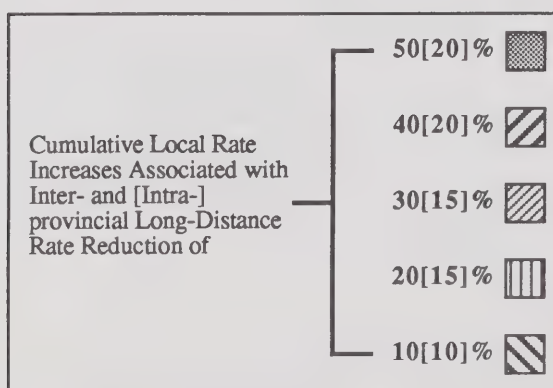 50[20]%
40[20]%
Cumulative Local Rate
Increases Associated with
Inter- and [Intra-]
provincial Long-Distance
Rate Reduction of
30[15]%
20[15]%
10[10]%